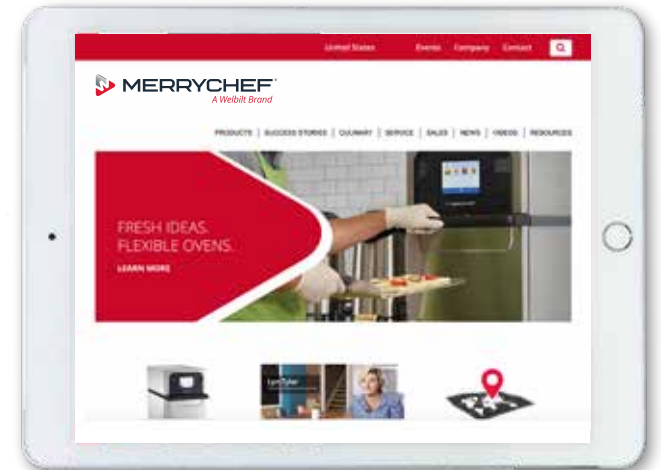 United States Events Company Contact
MERRYCHEF
A Welbilt Brand
PRODUCTS | SUCCESS STORIES | CULINARY | SERVICE | SALES | NEWS | VIDEOS | RESOURCES
FRESH IDEAS.
FLEXIBLE OVENS.
LEARN MORE